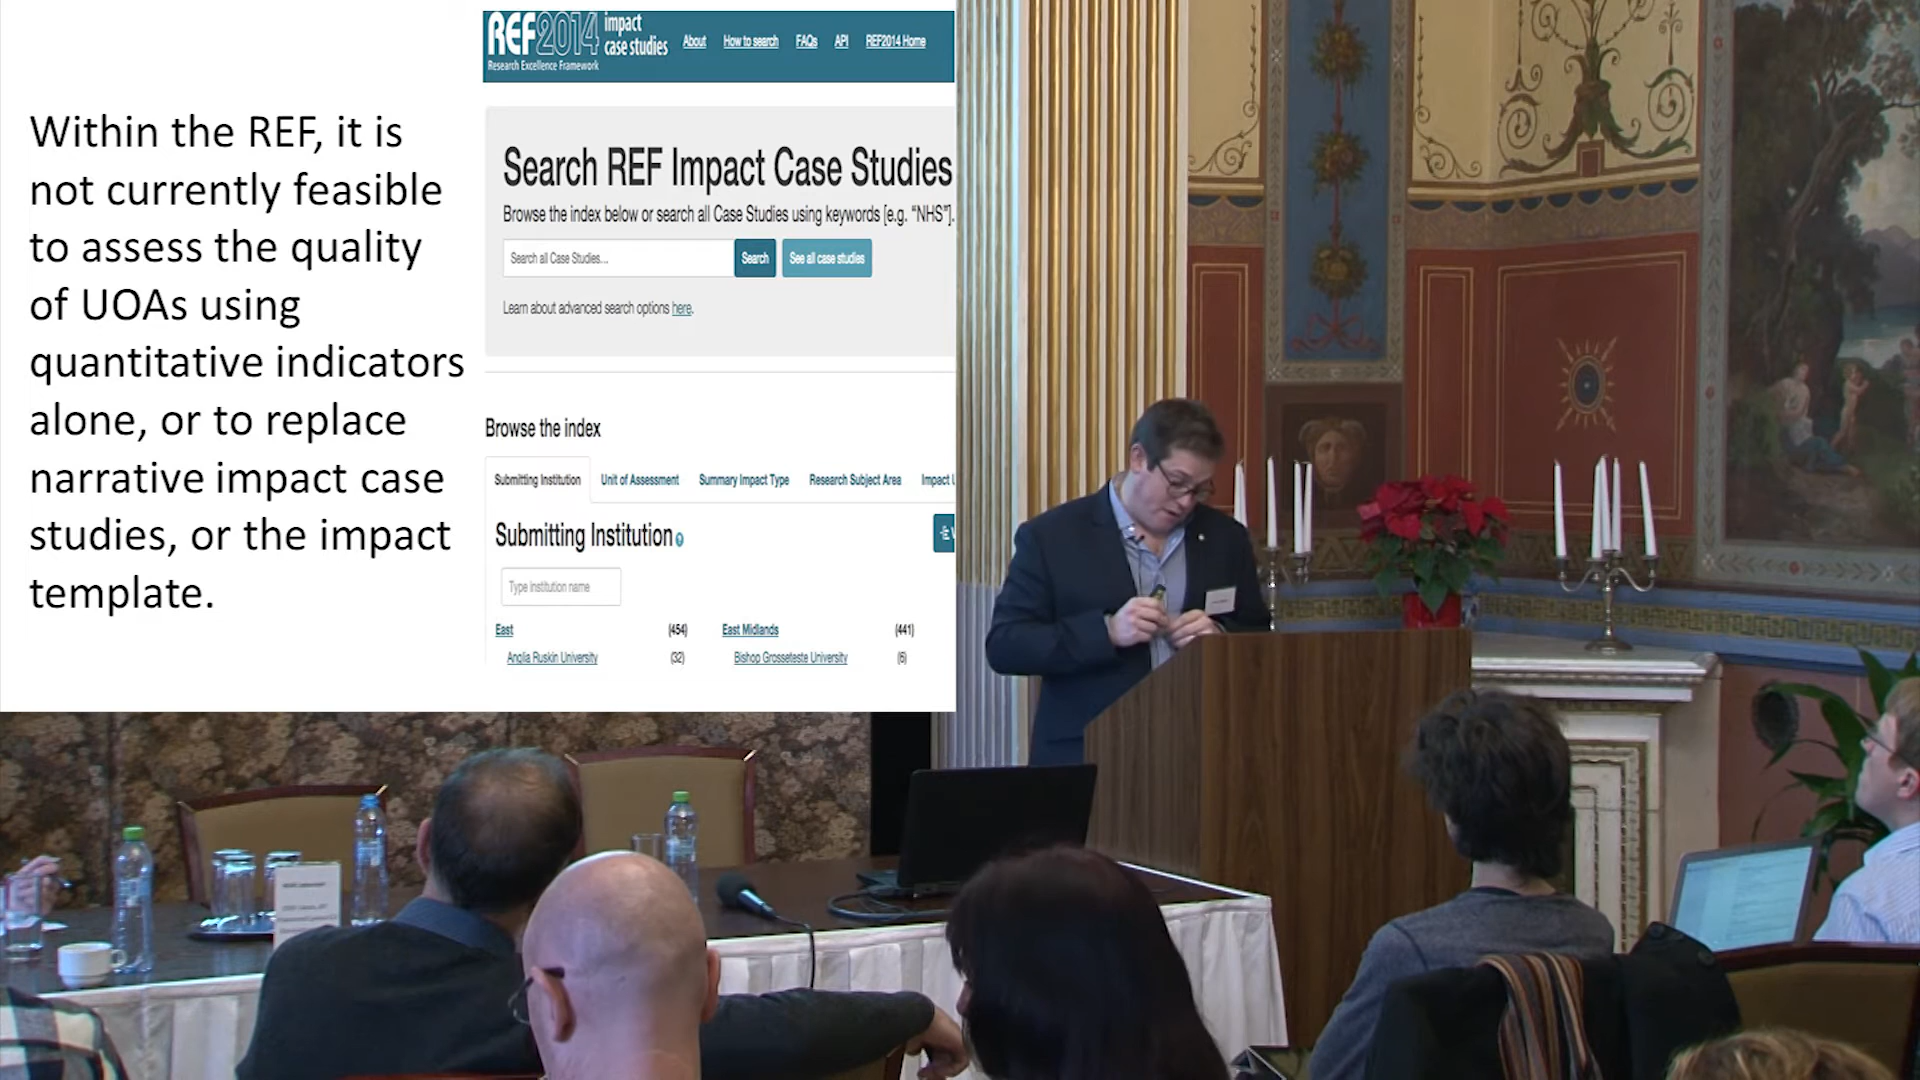 Within the REF, it is
not currently feasible
to assess the quality
of UOAs using
quantitative indicators
alone, or to replace
narrative impact case
studies, or the impact
template.
REF2014 impact case studies
Research Excellence Framework
About How to search FAQs API REF2014 Home
Search REF Impact Case Studies
Browse the index below or search all Case Studies using keywords [e.g. "NHS"].
Search all Case Studies... Search See all case studies
Learn about advanced search options here.
Browse the index
Submitting Institution Unit of Assessment Summary Impact Type Research Subject Area Impact
Submitting Institution
Type institution name
East (454) East Midlands (441)
Anglia Ruskin University (32) Bishop Grosseteste University (6)